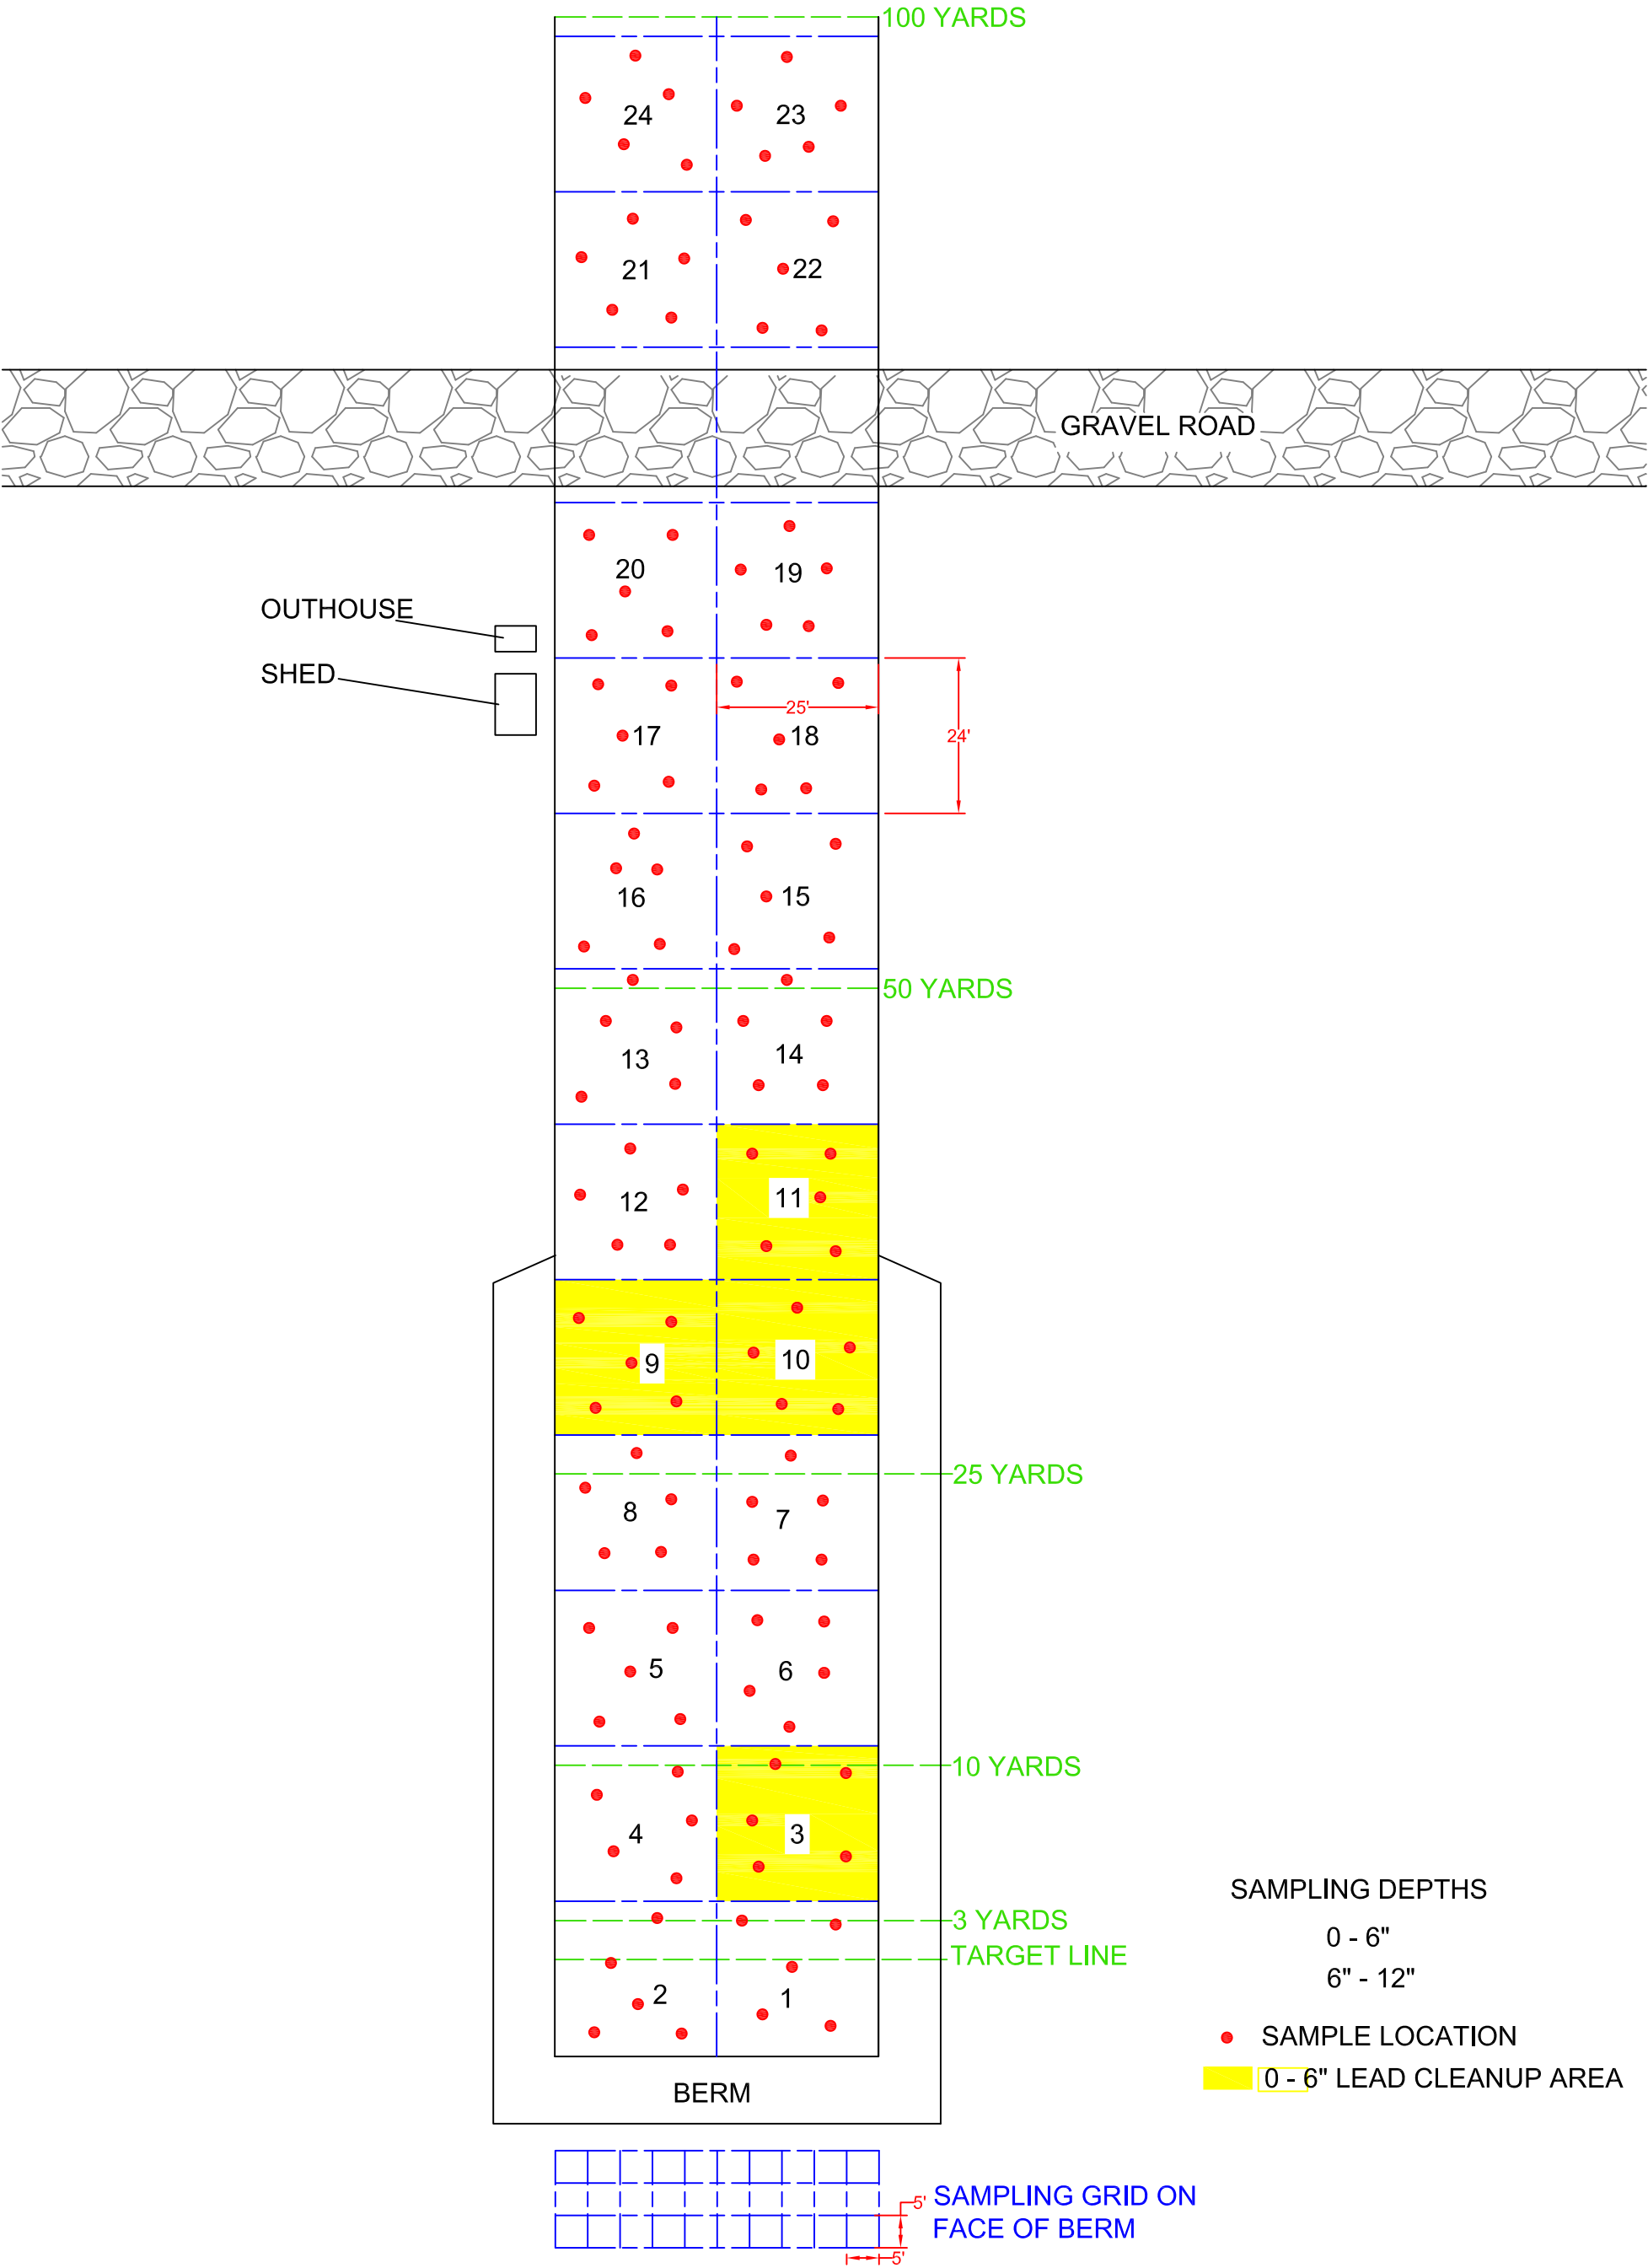 100 YARDS
24
23
21
22
GRAVEL ROAD
20
19
OUTHOUSE
SHED
25'
17
18
24'
16
15
50 YARDS
13
14
12
11
9
10
25 YARDS
8
7
5
6
10 YARDS
4
3
3 YARDS
TARGET LINE
2
1
BERM
SAMPLING DEPTHS
0 - 6"
6" - 12"
SAMPLE LOCATION
0 - 6" LEAD CLEANUP AREA
5'
SAMPLING GRID ON
FACE OF BERM
5'